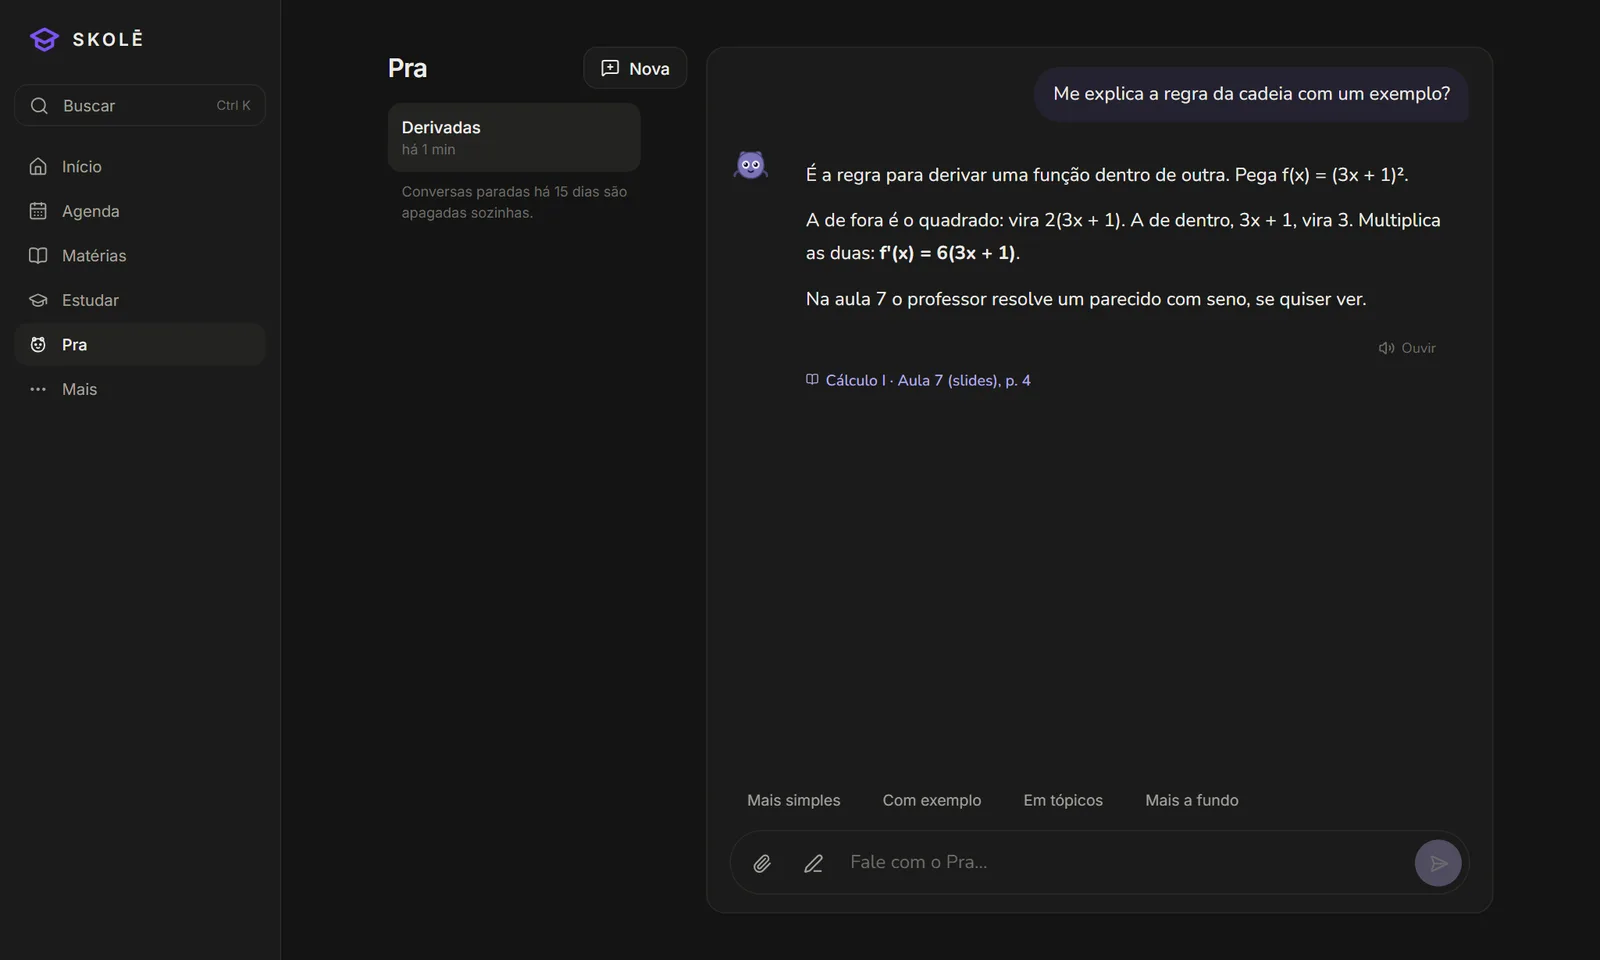 SKOLĒ
Buscar
Ctrl K
Início
Agenda
Matérias
Estudar
Pra
Mais
Pra
Nova
Derivadas
há 1 min
Conversas paradas há 15 dias são
apagadas sozinhas.
Me explica a regra da cadeia com um exemplo?
É a regra para derivar uma função dentro de outra. Pega f(x) = (3x + 1)².
A de fora é o quadrado: vira 2(3x + 1). A de dentro, 3x + 1, vira 3. Multiplica
as duas: f'(x) = 6(3x + 1).
Na aula 7 o professor resolve um parecido com seno, se quiser ver.
Ouvir
Cálculo I · Aula 7 (slides), p. 4
Mais simples
Com exemplo
Em tópicos
Mais a fundo
Fale com o Pra...